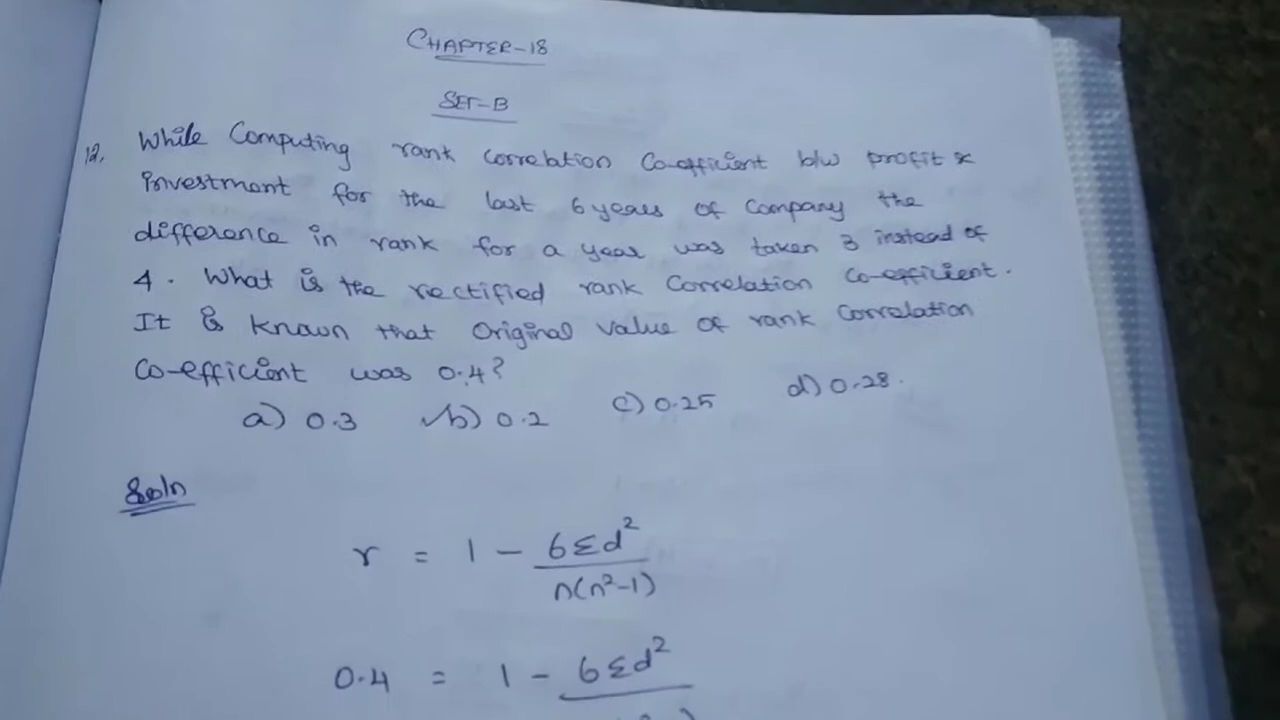 CHAPTER-18
SET-B
12. While Computing rank correlation Co-efficient b/w profit &
investment for the last 6 years of Company the
difference in rank for a year was taken 3 instead of
4. What is the rectified rank Correlation Co-efficient.
It is known that Original value of rank Correlation
Co-efficient was 0.4?
a) 0.3 b) 0.2 c) 0.25 d) 0.28.
Soln
r = 1 - 6Σd² / n(n²-1)
0.4 = 1 - 6Σd²